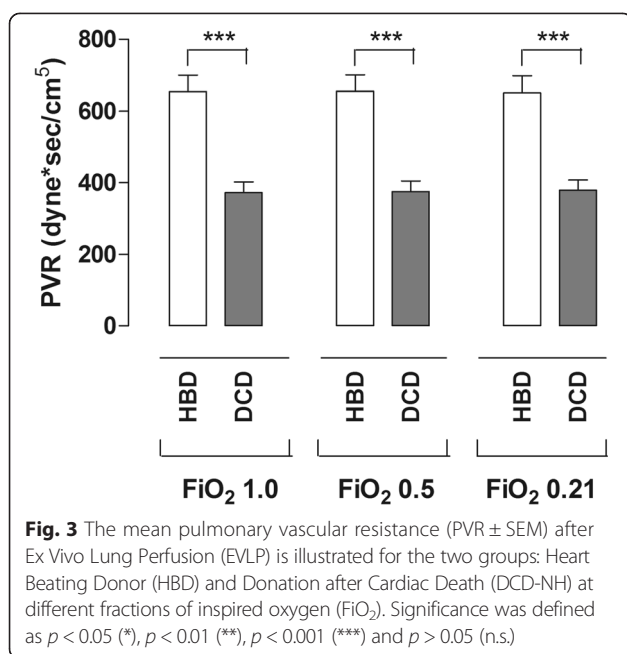 800
600
400
200
0
PVR (dyne*sec/cm⁵)
*** *** ***
HBD DCD HBD DCD HBD DCD
FiO₂ 1.0 FiO₂ 0.5 FiO₂ 0.21
Fig. 3 The mean pulmonary vascular resistance (PVR ± SEM) after
Ex Vivo Lung Perfusion (EVLP) is illustrated for the two groups: Heart
Beating Donor (HBD) and Donation after Cardiac Death (DCD-NH) at
different fractions of inspired oxygen (FiO₂). Significance was defined
as p < 0.05 (*), p < 0.01 (**), p < 0.001 (***) and p > 0.05 (n.s.)